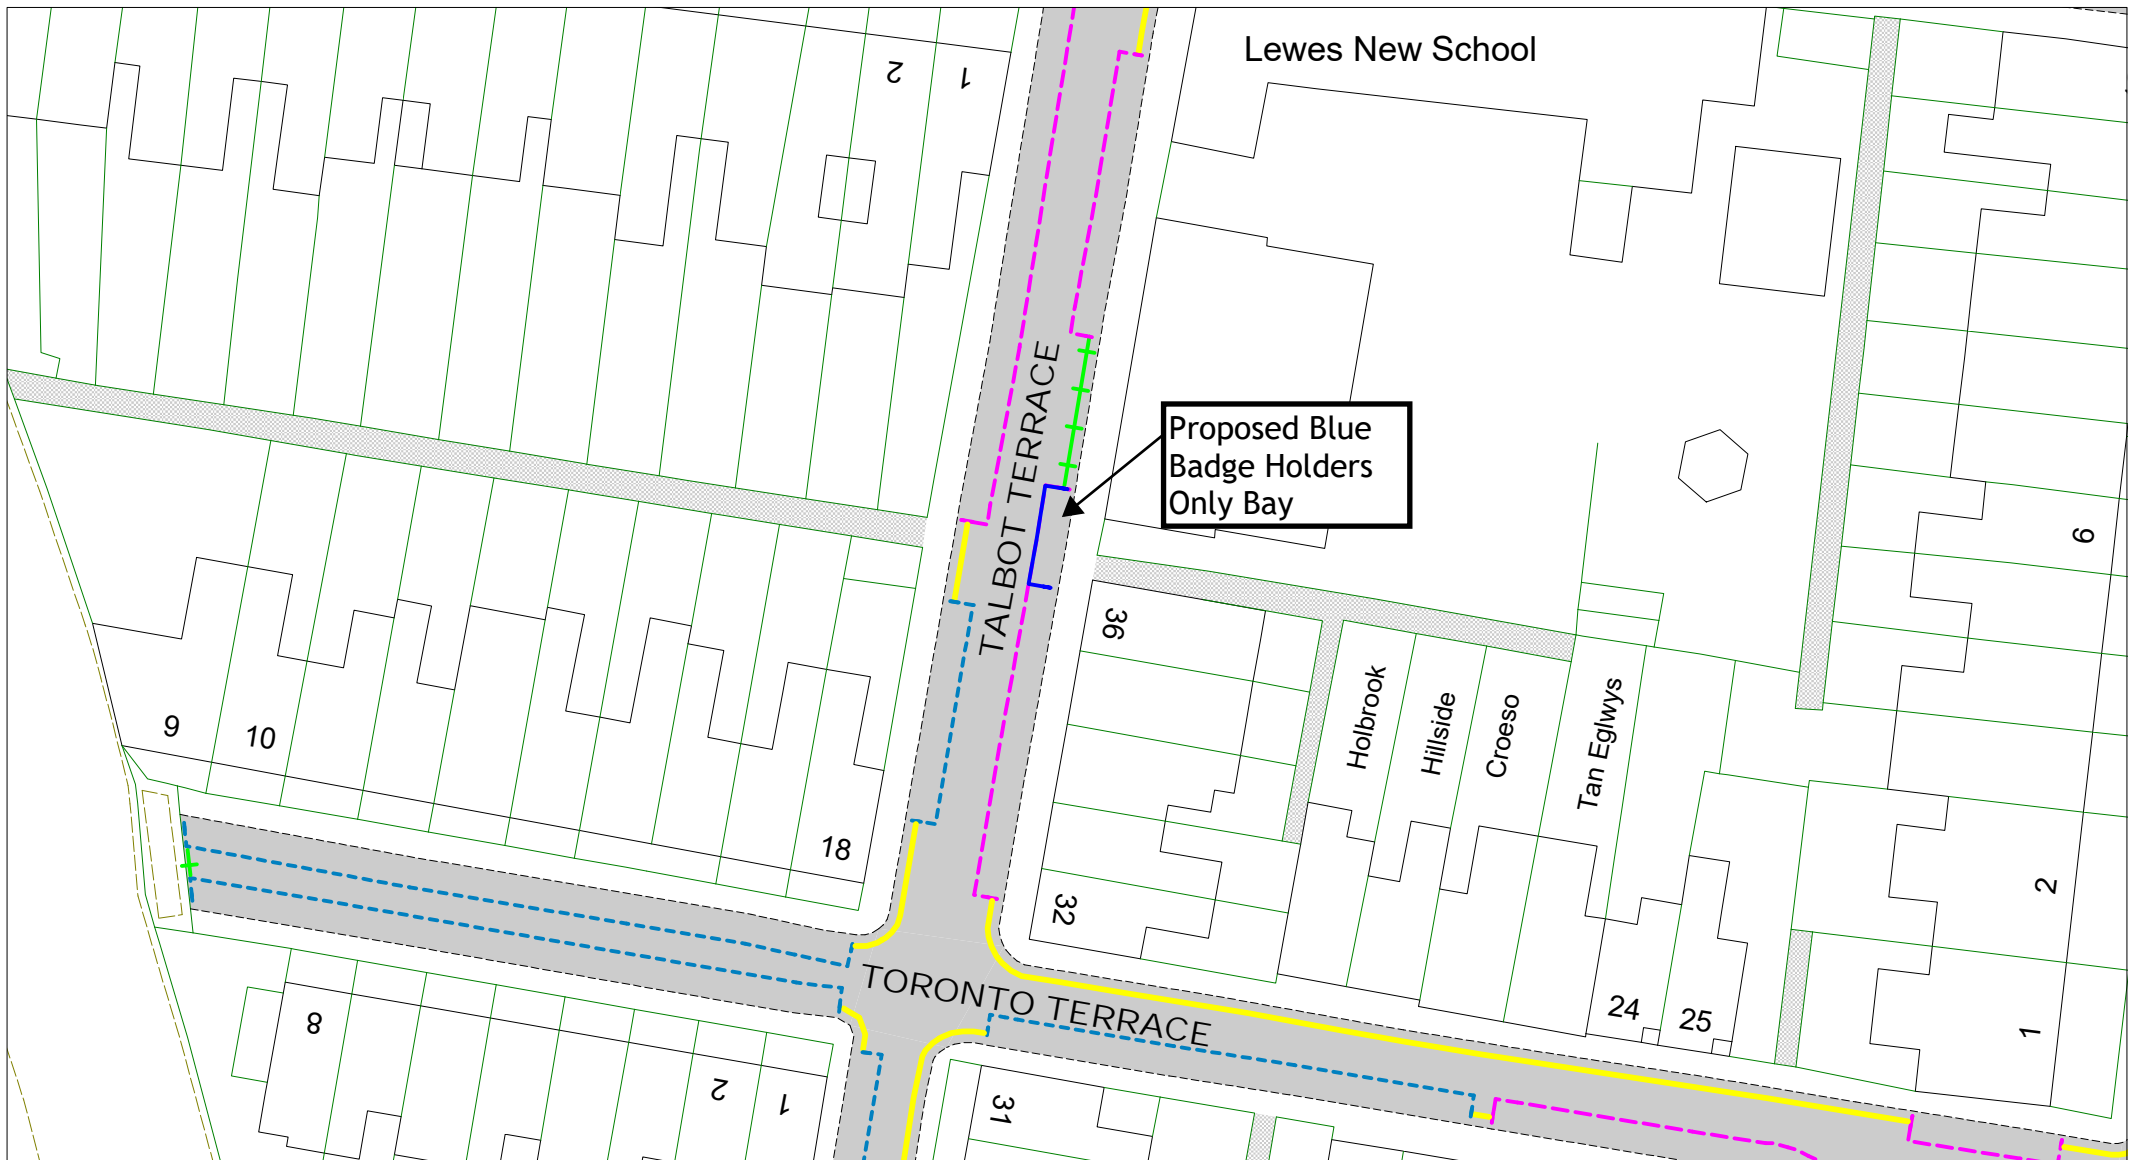 Lewes New School
2
1
TALBOT TERRACE
Proposed Blue
Badge Holders
Only Bay
6
36
Holbrook
Hillside
Croeso
Tan Eglwys
9
10
18
32
2
TORONTO TERRACE
24
25
1
8
2
1
31